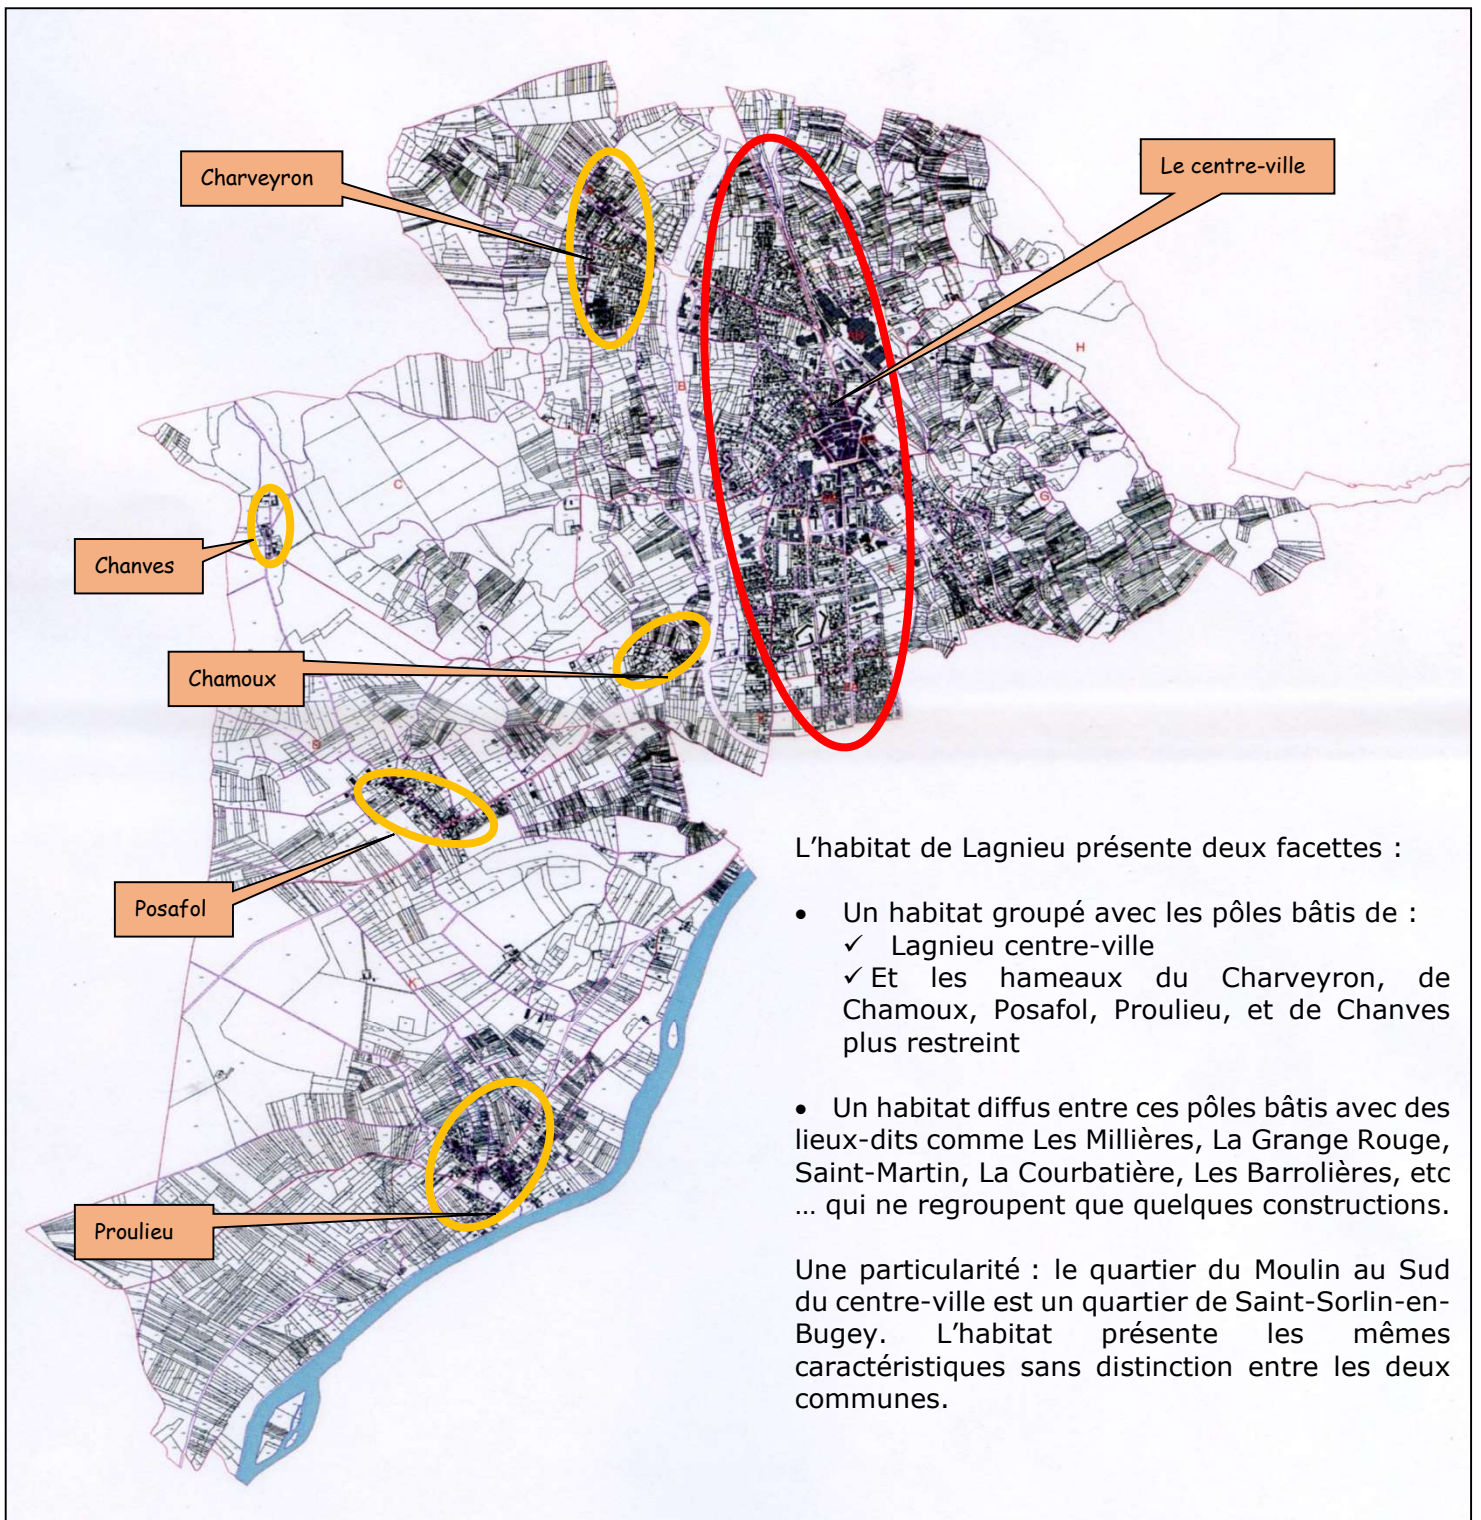 Charveyron
Le centre-ville
H
B
C
G
Chanves
Chamoux
Posafol
Proulieu
L'habitat de Lagnieu présente deux facettes :
• Un habitat groupé avec les pôles bâtis de :
✓ Lagnieu centre-ville
✓ Et les hameaux du Charveyron, de
Chamoux, Posafol, Proulieu, et de Chanves
plus restreint
• Un habitat diffus entre ces pôles bâtis avec des
lieux-dits comme Les Millières, La Grange Rouge,
Saint-Martin, La Courbatière, Les Barrolières, etc
... qui ne regroupent que quelques constructions.
Une particularité : le quartier du Moulin au Sud
du centre-ville est un quartier de Saint-Sorlin-en-
Bugey. L'habitat présente les mêmes
caractéristiques sans distinction entre les deux
communes.